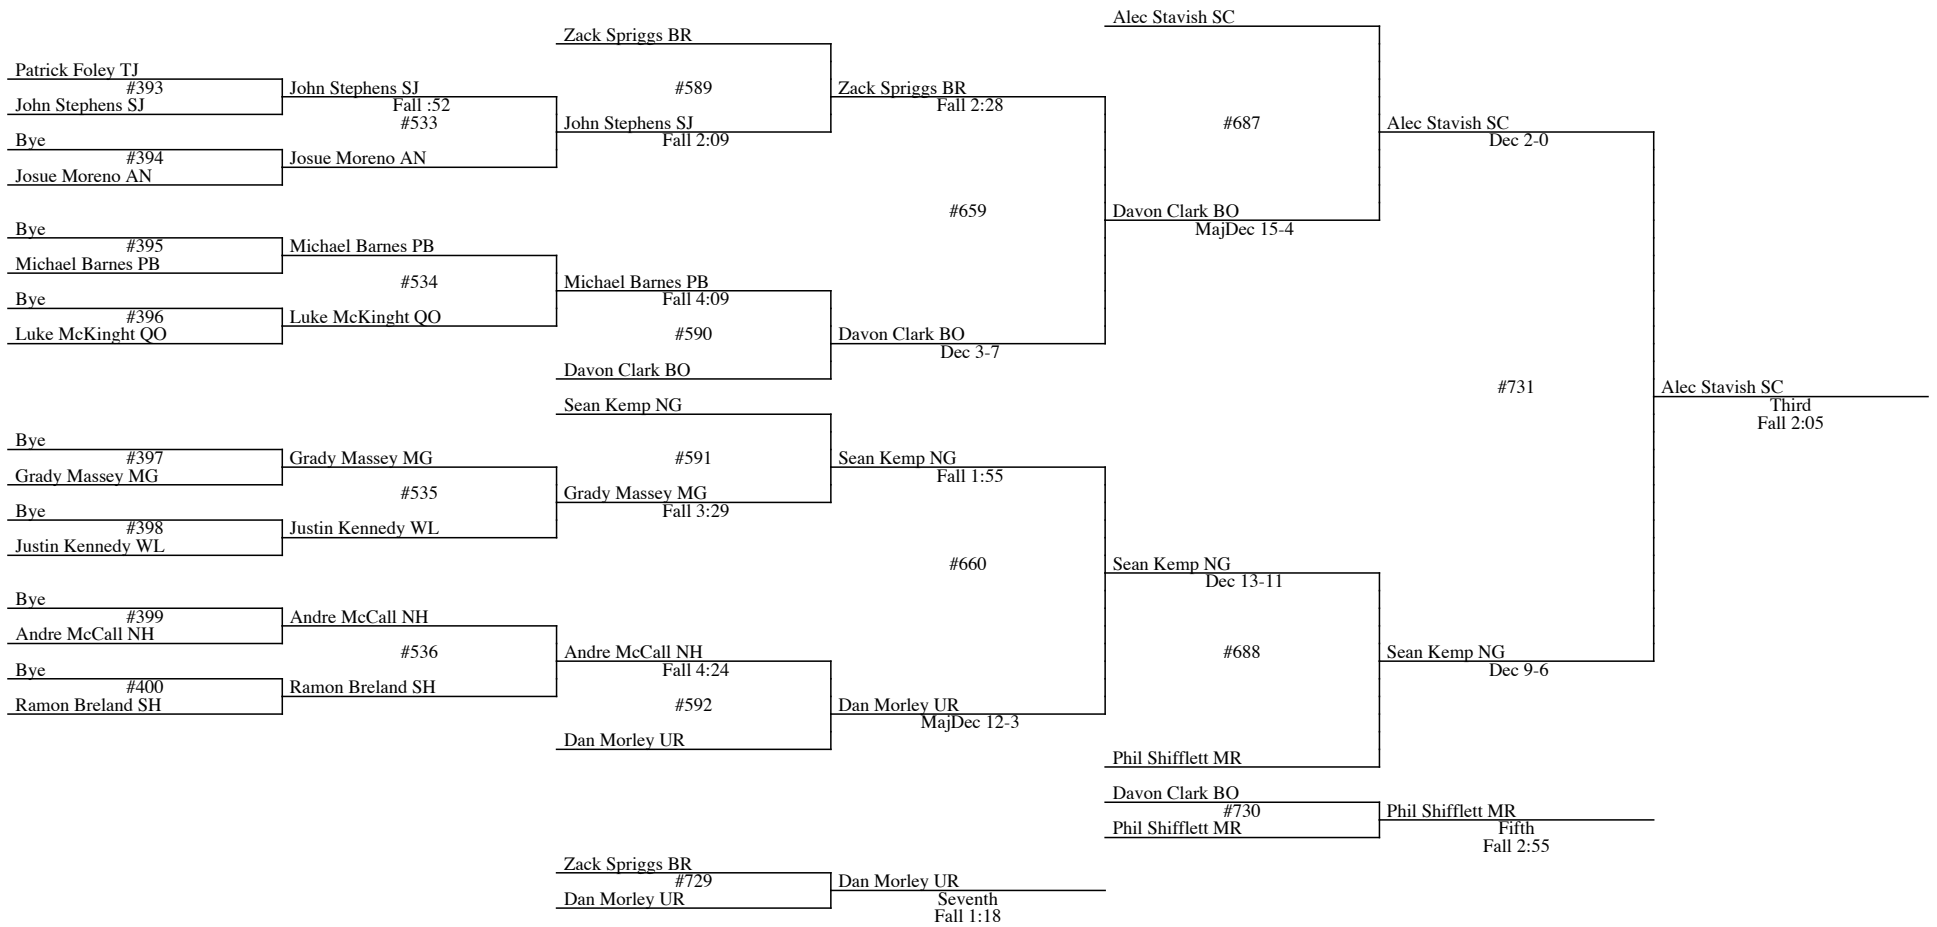 Alec Stavish SC
Zack Spriggs BR
Patrick Foley TJ
#393
John Stephens SJ
#589
Zack Spriggs BR
John Stephens SJ
Fall :52
Fall 2:28
#533
John Stephens SJ
#687
Alec Stavish SC
Bye
Fall 2:09
Dec 2-0
#394
Josue Moreno AN
Josue Moreno AN
#659
Davon Clark BO
Bye
MajDec 15-4
#395
Michael Barnes PB
Michael Barnes PB
#534
Michael Barnes PB
Bye
Fall 4:09
#396
Luke McKinght QO
Luke McKinght QO
#590
Davon Clark BO
Dec 3-7
Davon Clark BO
#731
Alec Stavish SC
Sean Kemp NG
Third
Fall 2:05
Bye
#397
Grady Massey MG
#591
Sean Kemp NG
Grady Massey MG
Fall 1:55
#535
Grady Massey MG
Bye
Fall 3:29
#398
Justin Kennedy WL
Justin Kennedy WL
#660
Sean Kemp NG
Dec 13-11
Bye
#399
Andre McCall NH
Andre McCall NH
#536
Andre McCall NH
#688
Sean Kemp NG
Bye
Fall 4:24
Dec 9-6
#400
Ramon Breland SH
Ramon Breland SH
#592
Dan Morley UR
MajDec 12-3
Dan Morley UR
Phil Shifflett MR
Davon Clark BO
#730
Phil Shifflett MR
Phil Shifflett MR
Fifth
Fall 2:55
Zack Spriggs BR
#729
Dan Morley UR
Dan Morley UR
Seventh
Fall 1:18